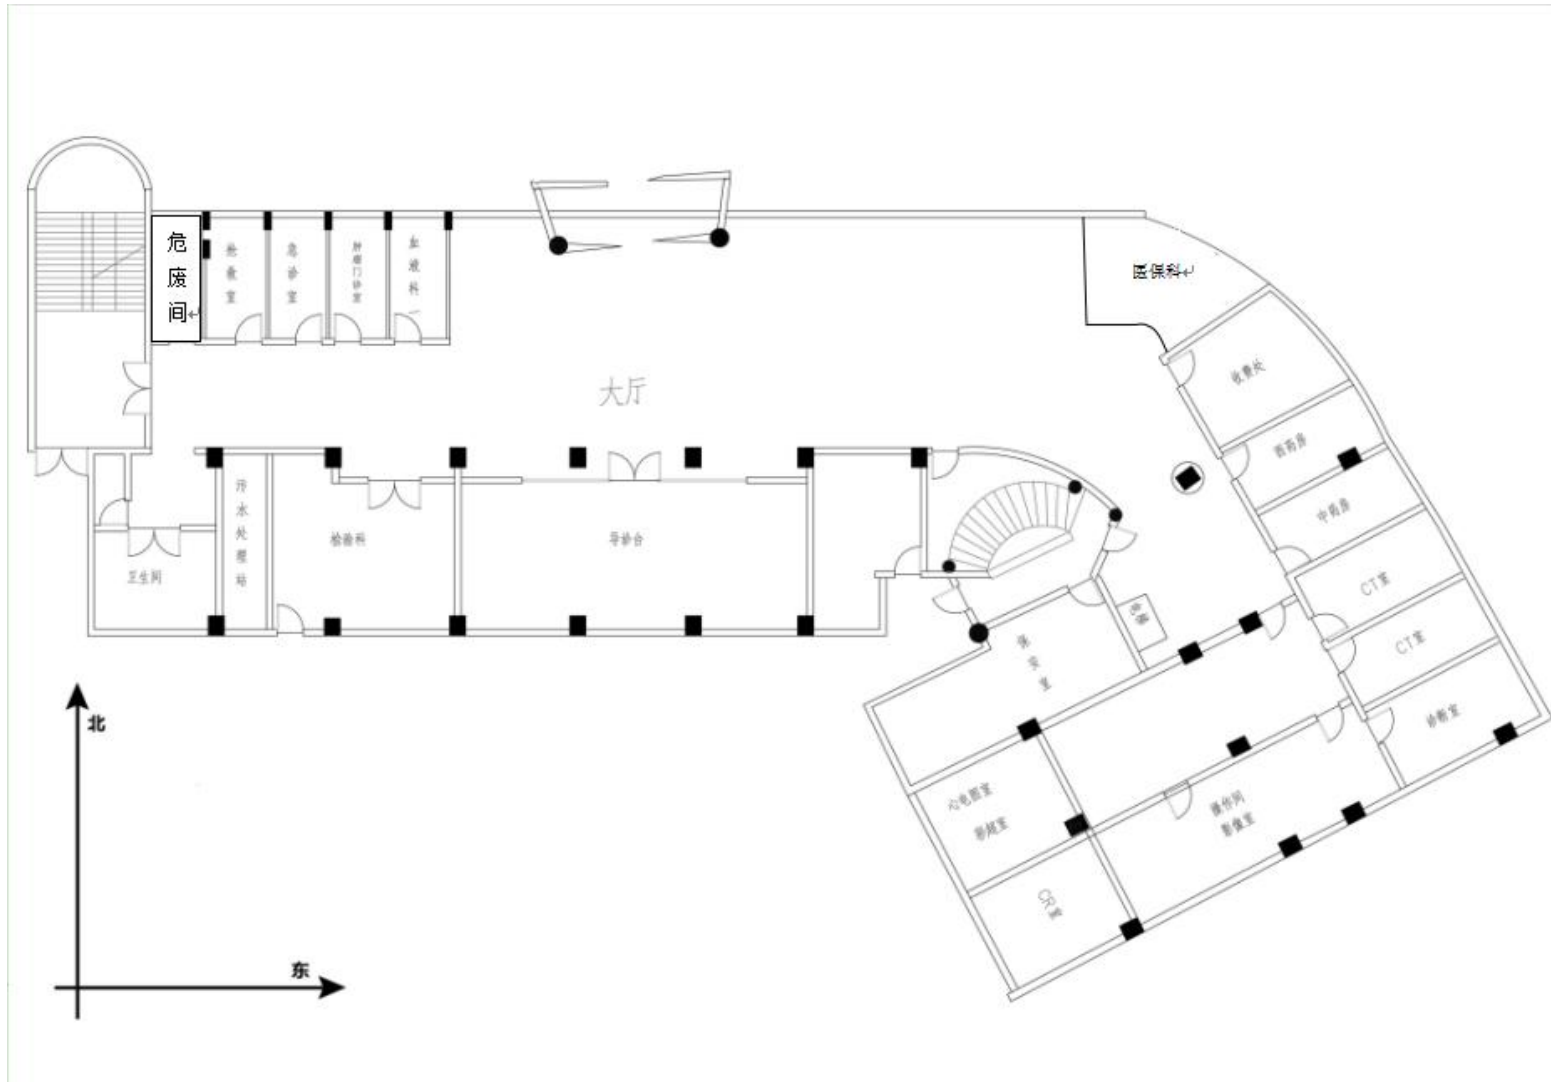 危废间
抢救室
急诊室
肿瘤门诊室
血液科一
医保科
收费处
大厅
西药房
中药房
污水处理站
检验科
导诊台
卫生间
CT室
CT室
电梯
保安室
诊断室
心电图室
彩超室
操作间
影像室
CR室
北
东